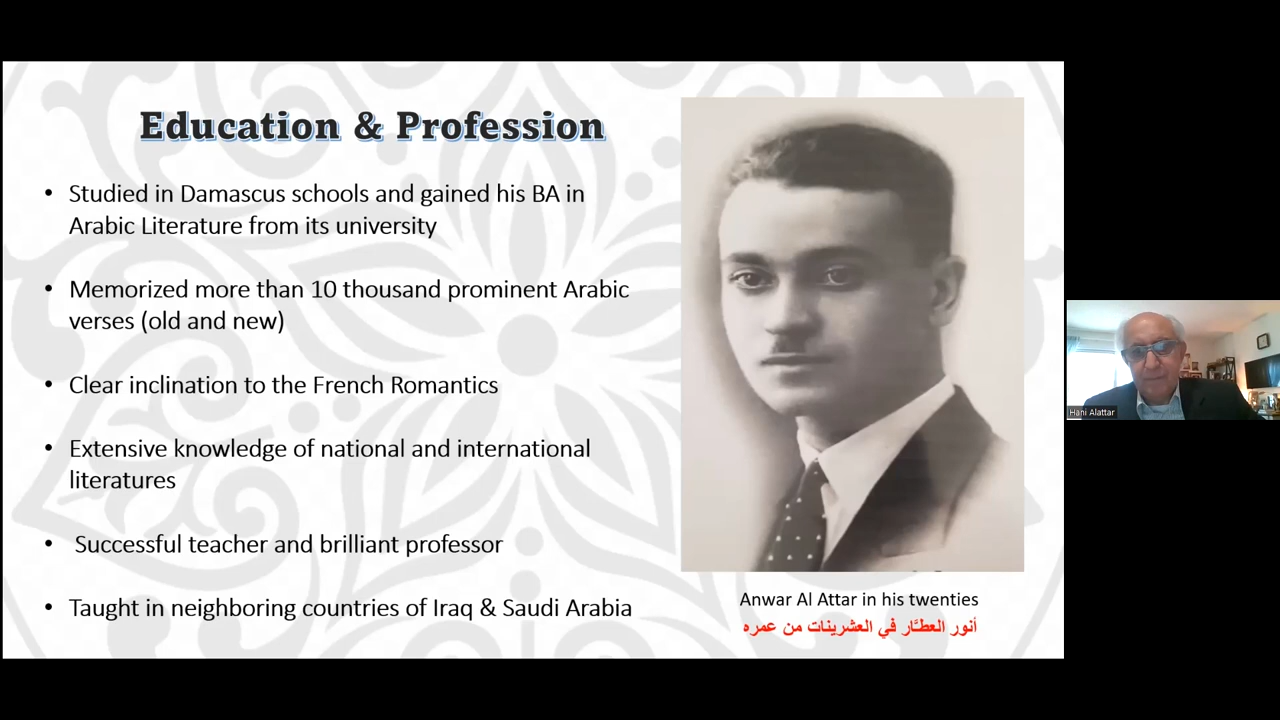 Education & Profession
• Studied in Damascus schools and gained his BA in
Arabic Literature from its university
• Memorized more than 10 thousand prominent Arabic
verses (old and new)
• Clear inclination to the French Romantics
• Extensive knowledge of national and international
literatures
• Successful teacher and brilliant professor
• Taught in neighboring countries of Iraq & Saudi Arabia
Anwar Al Attar in his twenties
أنور العطـَّار في العشرينات من عمره
Hani Alattar